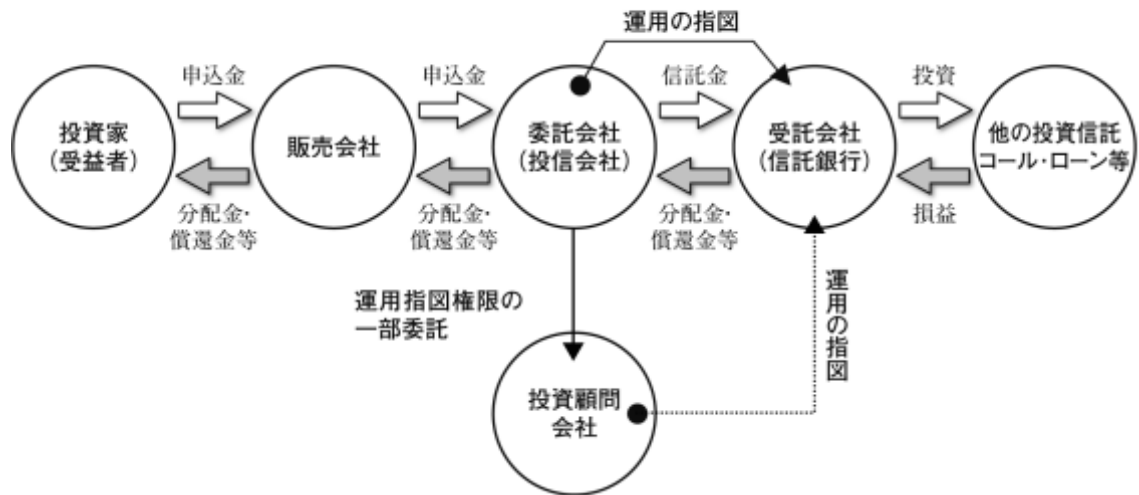 運用の指図
申込金
申込金
信託金
投資
投資家
(受益者)
販売会社
委託会社
(投信会社)
受託会社
(信託銀行)
他の投資信託
コール・ローン等
分配金・
償還金等
分配金・
償還金等
分配金・
償還金等
損益
運用指図権限の
一部委託
運用の指図
投資顧問
会社